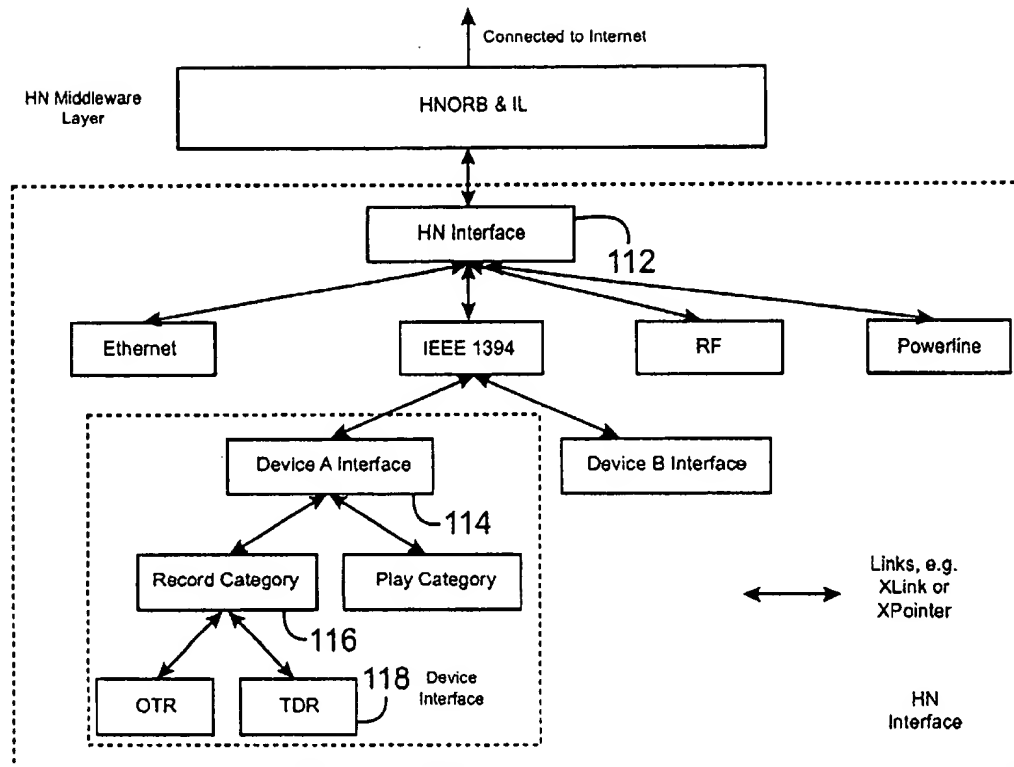 Connected to Internet
HN Middleware
Layer
HNORB & IL
HN Interface
112
Ethernet
IEEE 1394
RF
Powerline
Device A Interface
Device B Interface
114
Record Category
Play Category
Links, e.g.
XLink or
XPointer
116
OTR
TDR
118
Device
Interface
HN
Interface